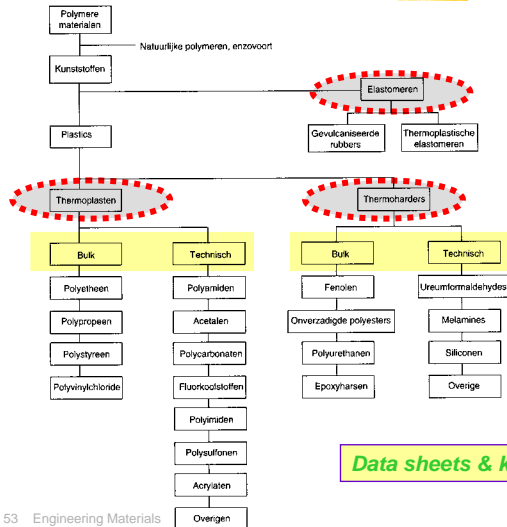 Polymere
materialen
Natuurlijke polymeren, enzovoort
Kunststoffen
Elastomeren
Gevulcaniseerde
rubbers
Thermoplastische
elastomeren
Plastics
Thermoplasten
Thermoharders
Bulk
Technisch
Bulk
Technisch
Polyetheen
Polyamiden
Fenolen
Ureumformaldehydes
Polypropeen
Acetalen
Onverzadigde polyesters
Melamines
Polystyreen
Polycarbonaten
Polyurethanen
Siliconen
Polyvinylchloride
Fluorkoolstoffen
Epoxyharsen
Overige
Polyimiden
Polysulfonen
Acrylaten
Overigen
Data sheets &
53 Engineering Materials